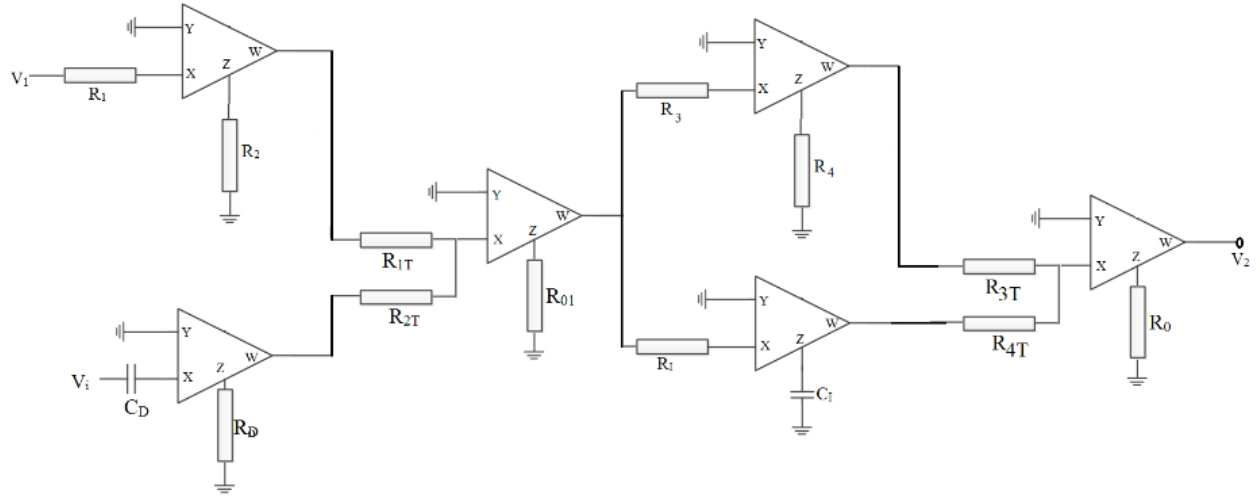 Y
W
Z
X
V1
R1
R2
Y
W
Z
X
Vi
CD
RD
R1T
R2T
Y
W
Z
X
R01
R3
Y
W
Z
X
R4
RI
Y
W
Z
X
CI
R3T
R4T
Y
W
Z
X
R0
V2